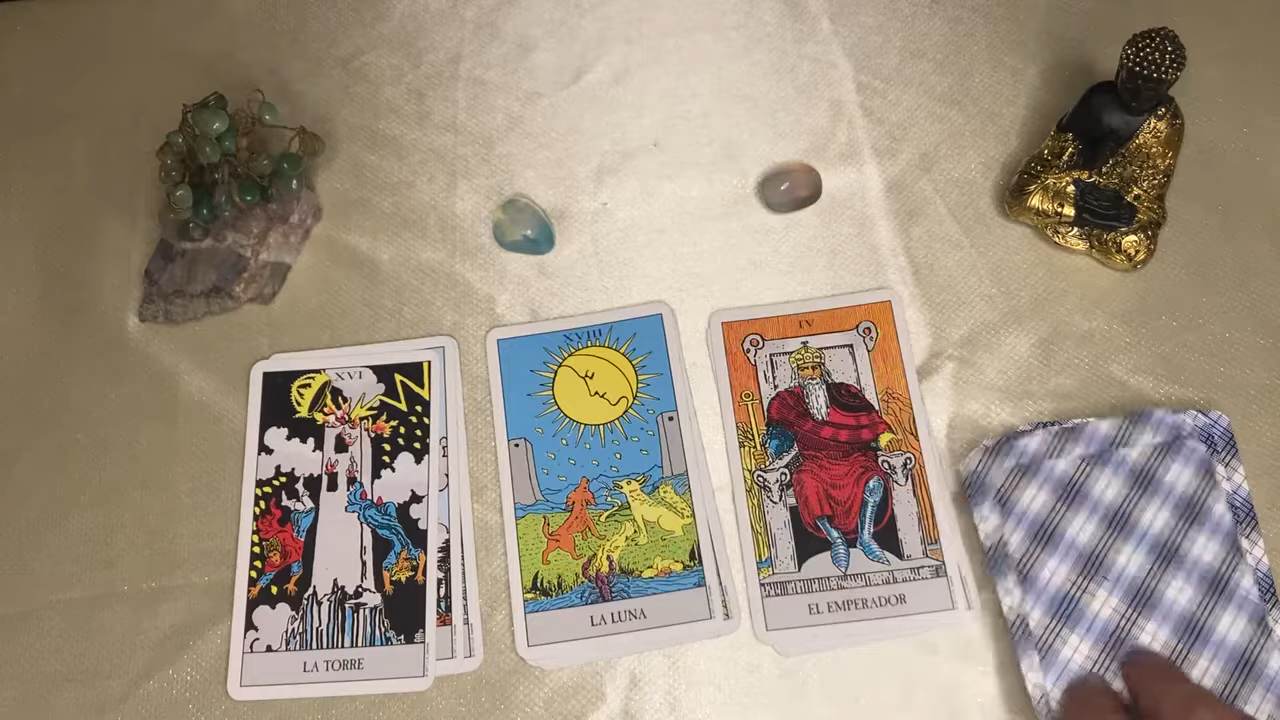 XVI
LA TORRE
XVIII
LA LUNA
IV
EL EMPERADOR